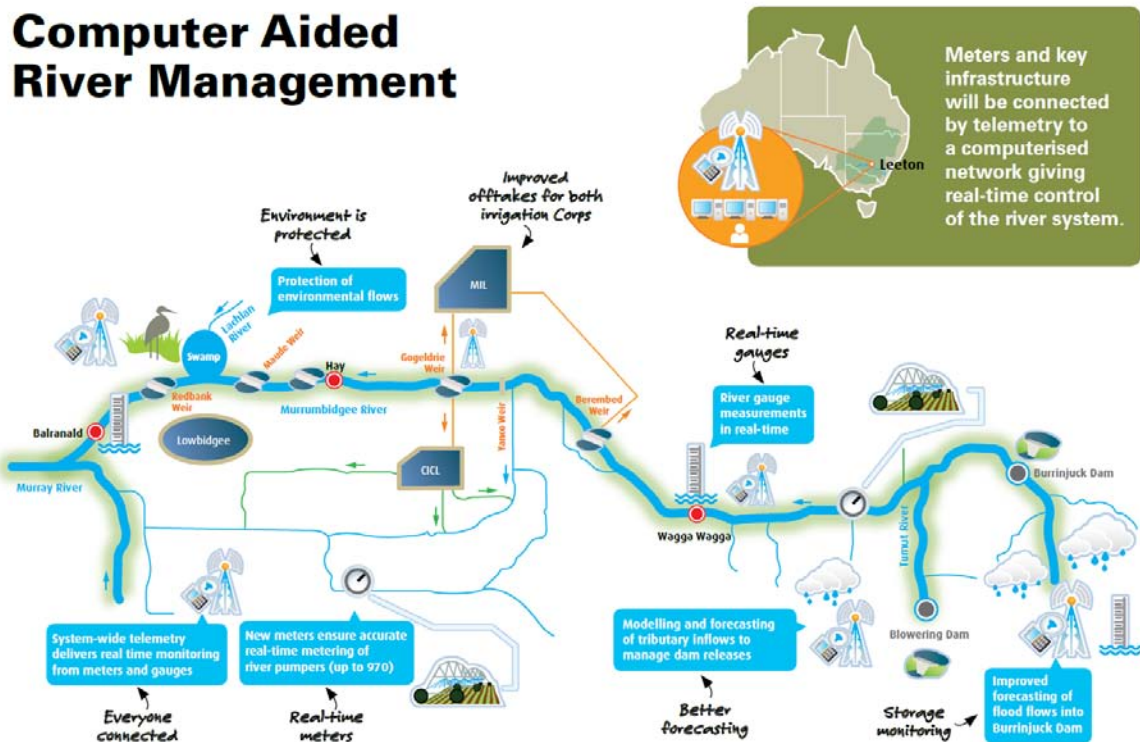 Computer Aided
River Management
Meters and key
infrastructure
will be connected
by telemetry to
a computerised
network giving
real-time control
of the river system.
Leeton
Improved
offtakes for both
irrigation Corps
Environment is
protected
Protection of
environmental flows
MIL
Lachlan
River
Swamp
Maude Weir
Hay
Gogeldrie
Weir
Real-time
gauges
Redbank
Weir
Murrumbidgee River
Yanco Weir
Berembed
Weir
River gauge
measurements
in real-time
Balranald
Lowbidgee
CICL
Burrinjuck Dam
Murray River
Wagga Wagga
Tumut River
System-wide telemetry
delivers real time monitoring
from meters and gauges
New meters ensure accurate
real-time metering of
river pumpers (up to 970)
Modelling and forecasting
of tributary inflows to
manage dam releases
Blowering Dam
Improved
forecasting of
flood flows into
Burrinjuck Dam
Everyone
connected
Real-time
meters
Better
forecasting
Storage
monitoring